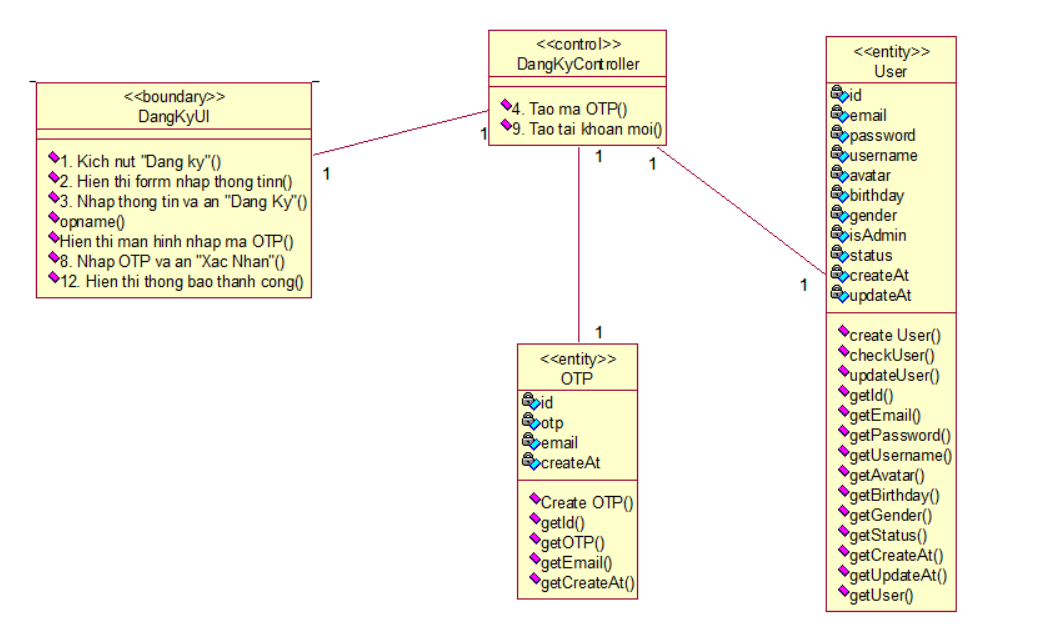 <<boundary>>
DangKyUI
1. Kich nut "Dang ky"()
2. Hien thi forrm nhap thong tinn()
3. Nhap thong tin va an "Dang Ky"()
opname()
Hien thi man hinh nhap ma OTP()
8. Nhap OTP va an "Xac Nhan"()
12. Hien thi thong bao thanh cong()
1
1
<<control>>
DangKyController
4. Tao ma OTP()
9. Tao tai khoan moi()
1
1
1
1
<<entity>>
OTP
id
otp
email
createAt
Create OTP()
getId()
getOTP()
getEmail()
getCreateAt()
<<entity>>
User
id
email
password
username
avatar
birthday
gender
isAdmin
status
createAt
updateAt
create User()
checkUser()
updateUser()
getId()
getEmail()
getPassword()
getUsername()
getAvatar()
getBirthday()
getGender()
getStatus()
getCreateAt()
getUpdateAt()
getUser()